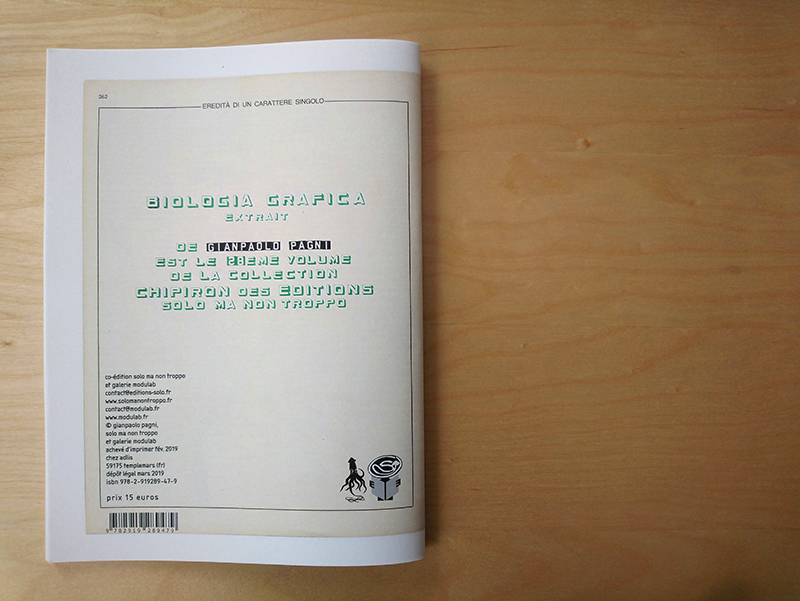 362
EREDITÀ DI UN CARATTERE SINGOLO
BIOLOGIA GRAFICA
EXTRAIT
DE GIANPAOLO PAGNI
EST LE 28EME VOLUME
DE LA COLLECTION
CHIPIRON DES EDITIONS
SOLO MA NON TROPPO
co-édition solo ma non troppo
et galerie modulab
contact@editions-solo.fr
www.solomanontroppo.fr
contact@modulab.fr
www.modulab.fr
© gianpaolo pagni,
solo ma non troppo
et galerie modulab
achevé d'imprimer fév. 2019
chez adlis
59175 templemars (fr)
dépôt légal mars 2019
isbn 978-2-919289-47-9
prix 15 euros
9 782919 289479